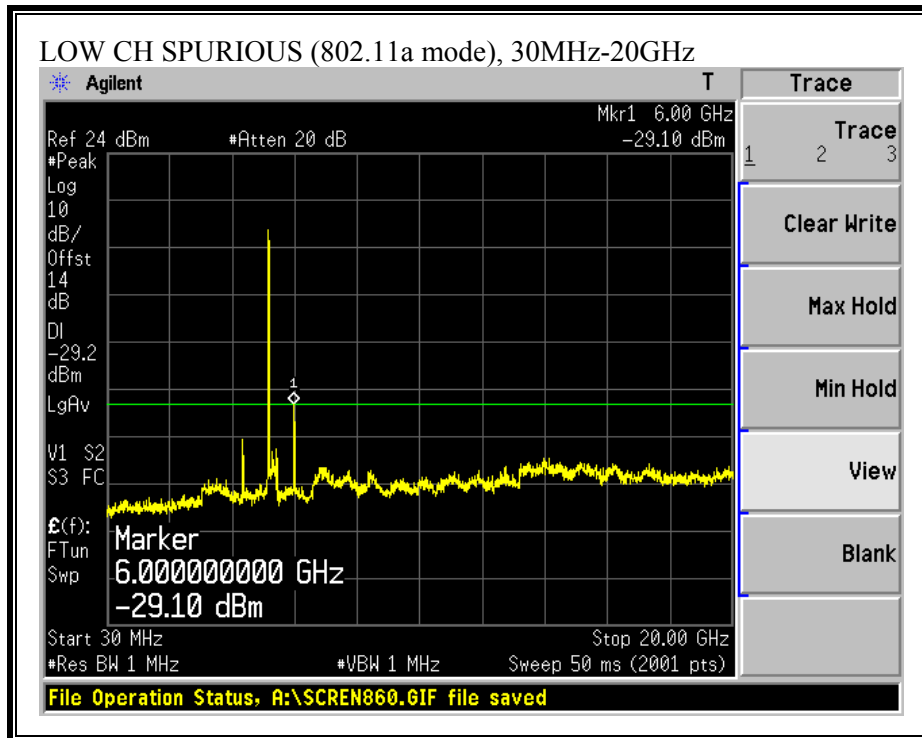 LOW CH SPURIOUS (802.11a mode), 30MHz-20GHz
Agilent T
Mkr1 6.00 GHz
Ref 24 dBm #Atten 20 dB -29.10 dBm
#Peak
Log
10
dB/
Offst
14
dB
DI
-29.2
dBm
LgAv
1
V1 S2
S3 FC
£(f):
FTun
Swp
Marker
6.000000000 GHz
-29.10 dBm
Start 30 MHz Stop 20.00 GHz
#Res BW 1 MHz #VBW 1 MHz Sweep 50 ms (2001 pts)
File Operation Status, A:\SCREN860.GIF file saved
Trace
Trace
1 2 3
Clear Write
Max Hold
Min Hold
View
Blank